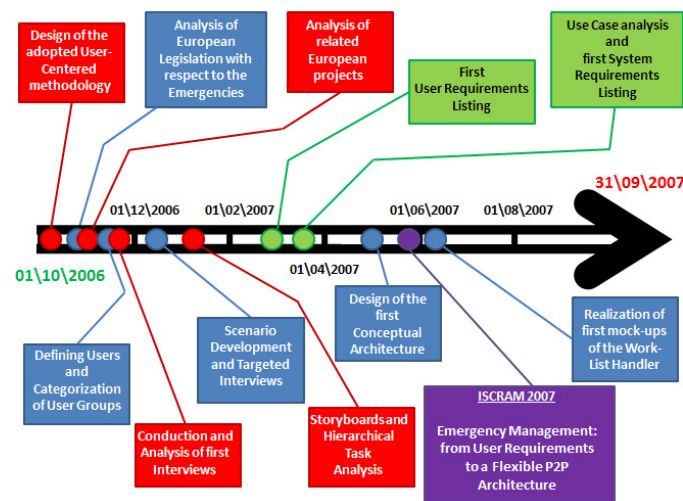 Design of the
adopted User-
Centered
methodology
Analysis of
European
Legislation with
respect to the
Emergencies
Analysis of
related
European
projects
First
User Requirements
Listing
Use Case analysis
and
first System
Requirements
Listing
01\12\2006
01\02\2007
01\06\2007
01\08\2007
31\09\2007
01\10\2006
01\04\2007
Defining Users
and
Categorization
of User Groups
Conduction and
Analysis of first
Interviews
Scenario
Development
and Targeted
Interviews
Storyboards and
Hierarchical
Task
Analysis
Design of the
first
Conceptual
Architecture
ISCRAM 2007
Emergency Management:
from User Requirements
to a Flexible P2P
Architecture
Realization of
first mock-ups
of the Work-
List Handler